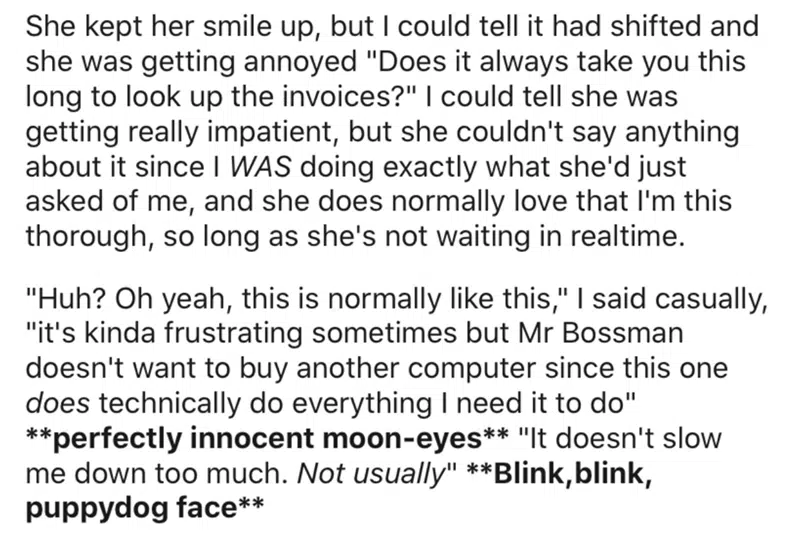 She kept her smile up, but I could tell it had shifted and
she was getting annoyed "Does it always take you this
long to look up the invoices?" I could tell she was
getting really impatient, but she couldn't say anything
about it since I WAS doing exactly what she'd just
asked of me, and she does normally love that I'm this
thorough, so long as she's not waiting in realtime.
"Huh? Oh yeah, this is normally like this," I said casually,
"it's kinda frustrating sometimes but Mr Bossman
doesn't want to buy another computer since this one
does technically do everything I need it to do"
**perfectly innocent moon-eyes** "It doesn't slow
me down too much. Not usually" **Blink,blink,
puppydog face**